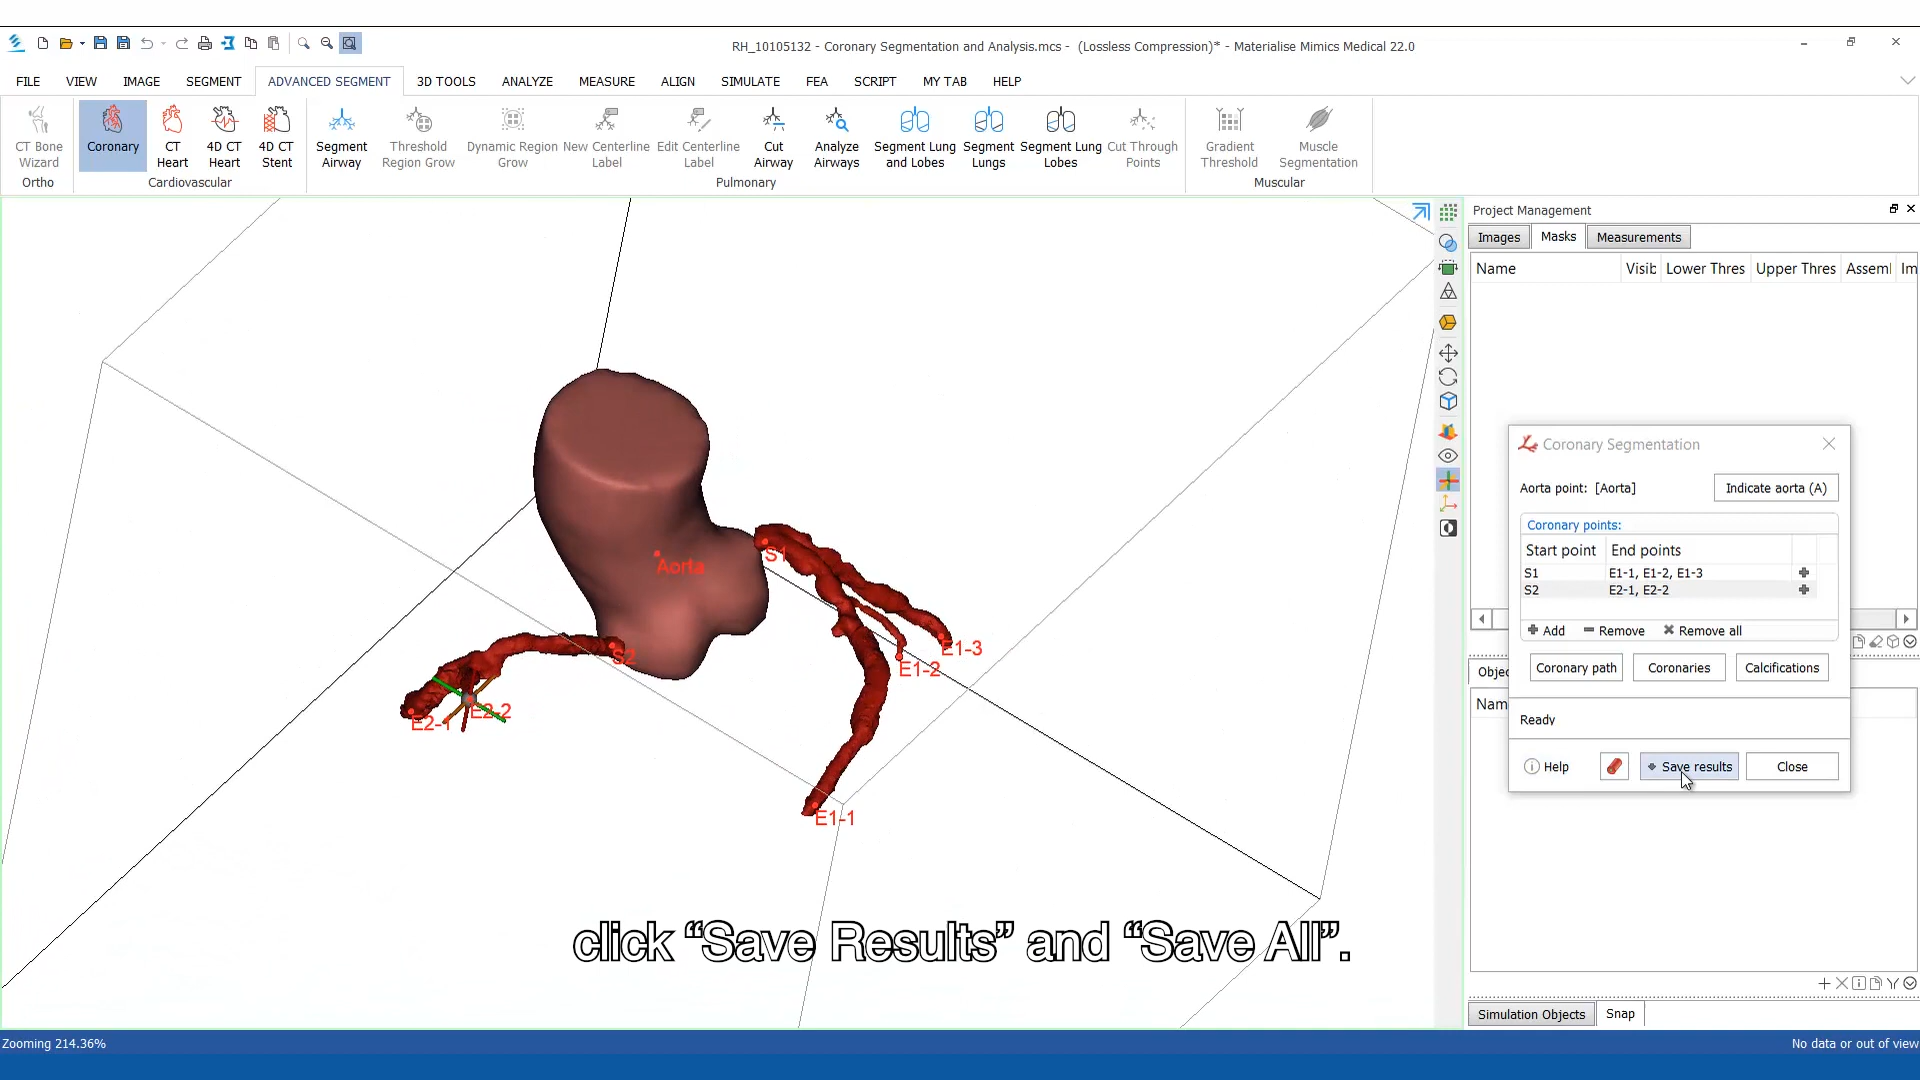 RH_10105132 - Coronary Segmentation and Analysis.mcs - (Lossless Compression)* - Materialise Mimics Medical 22.0
FILE VIEW IMAGE SEGMENT ADVANCED SEGMENT 3D TOOLS ANALYZE MEASURE ALIGN SIMULATE FEA SCRIPT MY TAB HELP
CT Bone Wizard
Coronary
CT Heart
4D CT Heart
4D CT Stent
Segment Airway
Threshold Region Grow
Dynamic Region Grow
New Centerline Label
Edit Centerline Label
Cut Airway
Analyze Airways
Segment Lung and Lobes
Segment Lungs
Segment Lung Lobes
Cut Through Points
Gradient Threshold
Muscle Segmentation
Ortho Cardiovascular Pulmonary Muscular
Aorta
S1
S2
E1-3
E1-2
E1-1
E2-1
E2-2
Project Management
Images Masks Measurements
Name Visib Lower Thres Upper Thres Asseml Im
Coronary Segmentation
Aorta point: [Aorta] Indicate aorta (A)
Coronary points:
Start point End points
S1 E1-1, E1-2, E1-3
S2 E2-1, E2-2
Add Remove Remove all
Coronary path Coronaries Calcifications
Ready
Help Save results Close
Objec
Nam
click “Save Results” and “Save All”.
Simulation Objects Snap
Zooming 214.36% No data or out of view